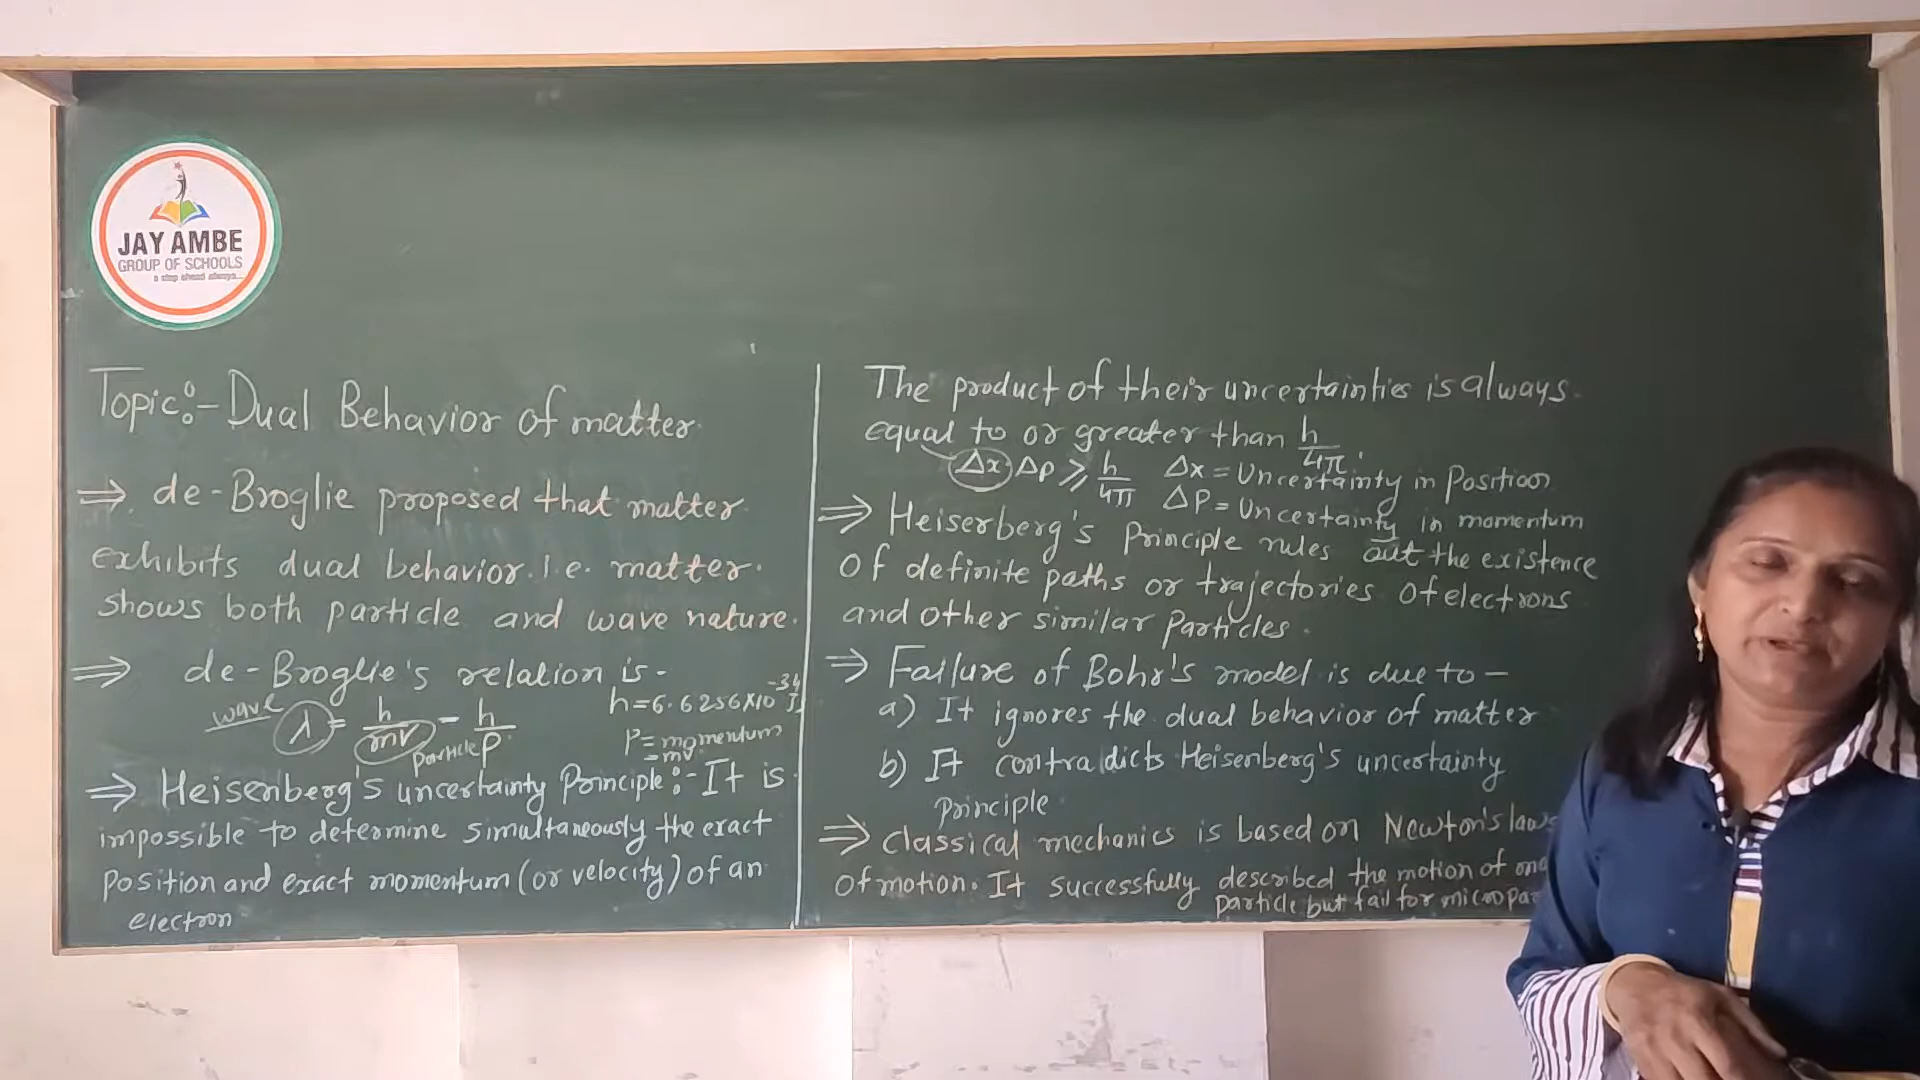 JAY AMBE
GROUP OF SCHOOLS
a step ahead always...
Topic:- Dual Behavior of matter.
⇒ de-Broglie proposed that matter
exhibits dual behavior. i.e. matter.
shows both particle and wave nature.
⇒ de-Broglie's relation is-
wave λ = h/mv = h/p particle
h=6.6256×10⁻³⁴ Js
P=momentum
=mv
⇒ Heisenberg's uncertainty Principle:- It is
impossible to determine simultaneously the exact
position and exact momentum (or velocity) of an
electron
The product of their uncertainties is always.
equal to or greater than h/4π.
Δx Δp ⩾ h/4π Δx = Uncertainty in Position
ΔP = Uncertainty in momentum
⇒ Heiserberg's Principle rules out the existence
of definite paths or trajectories of electrons
and other similar Particles.
⇒ Failure of Bohr's model is due to –
a) It ignores the dual behavior of matter
b) It contradicts Heisenberg's uncertainty
principle.
⇒ Classical mechanics is based on Newton's laws
of motion. It successfully described the motion of
particle but fail for micro